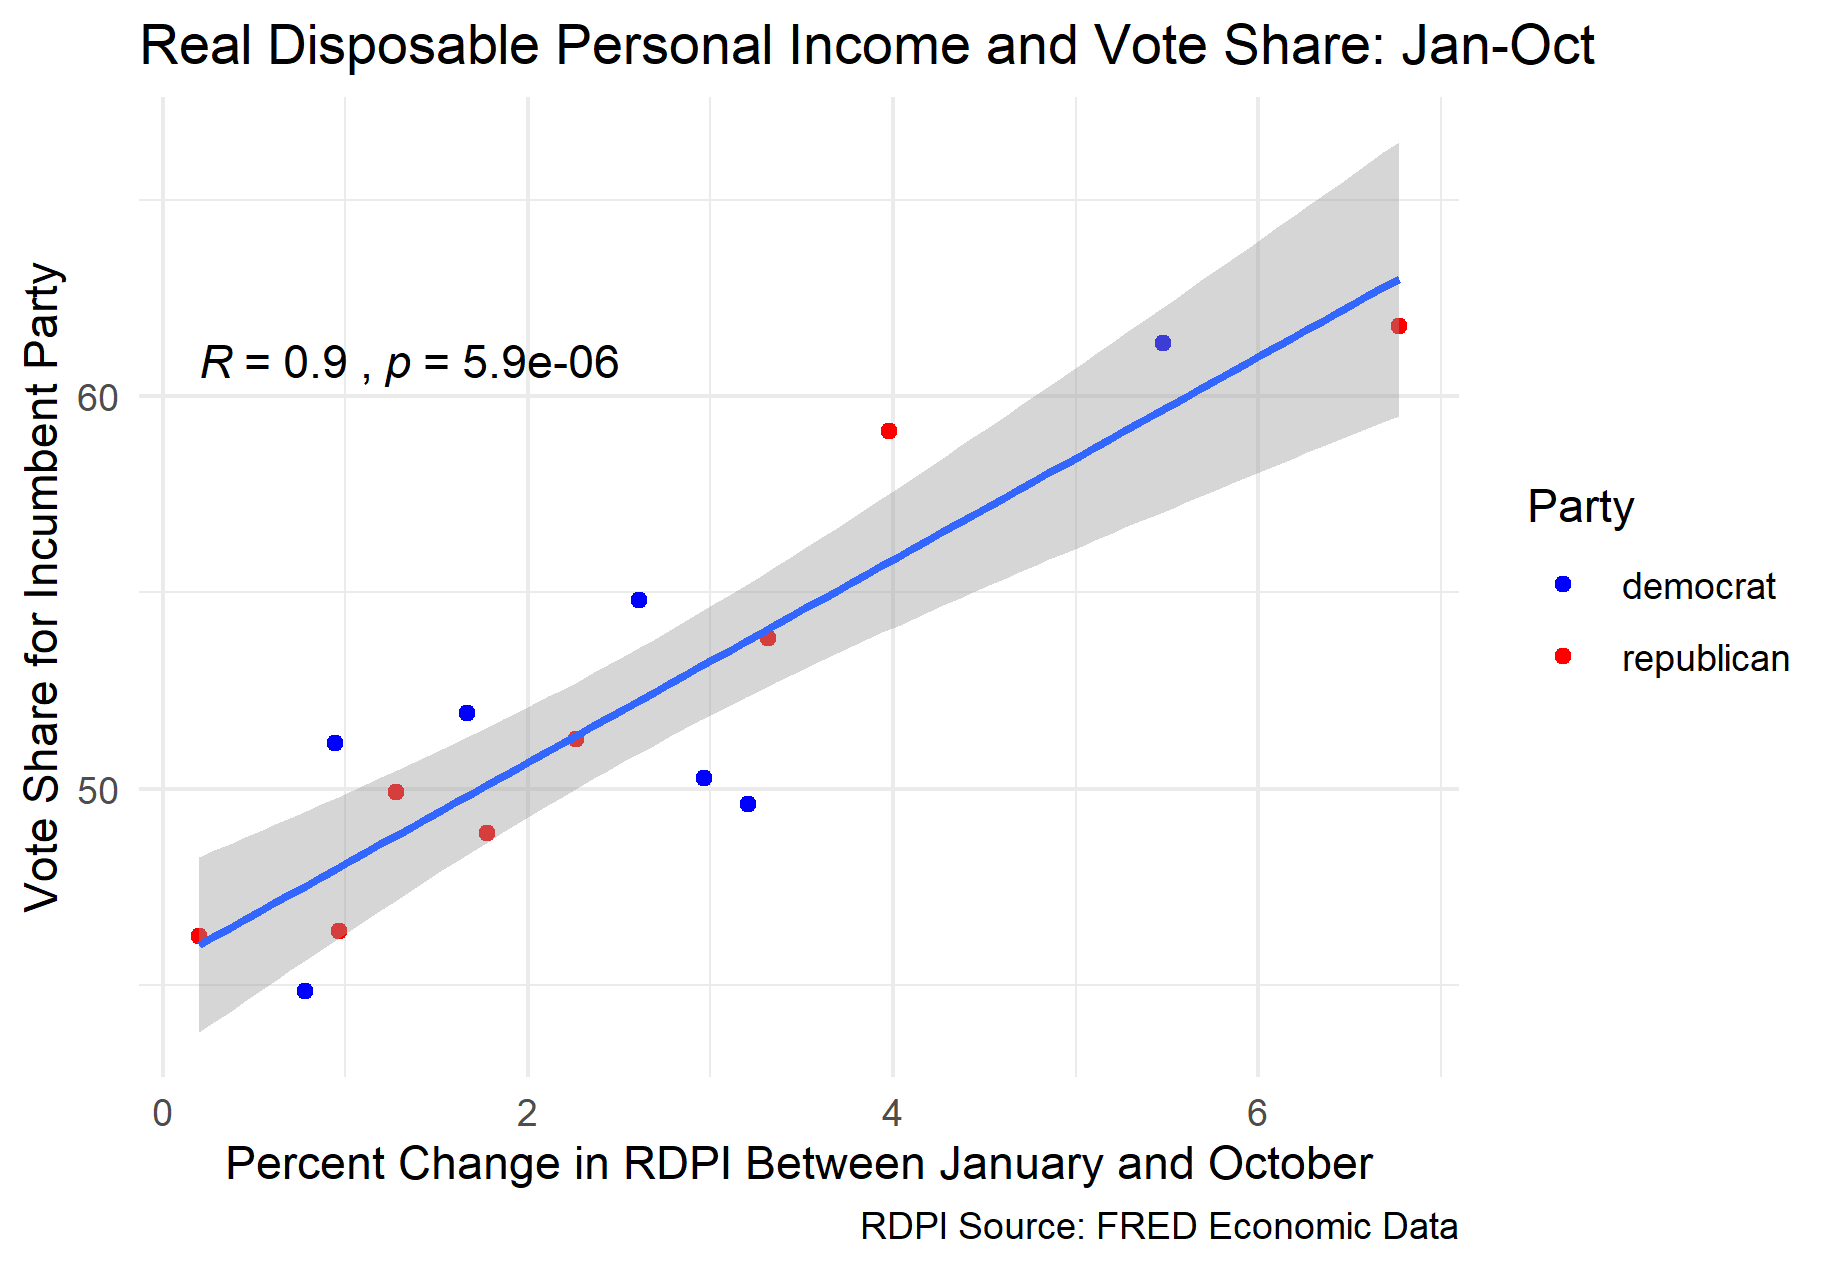 Real Disposable Personal Income and Vote Share: Jan-Oct
Vote Share for Incumbent Party
60
50
R = 0.9 , p = 5.9e-06
0 2 4 6
Percent Change in RDPI Between January and October
RDPI Source: FRED Economic Data
Party
democrat
republican